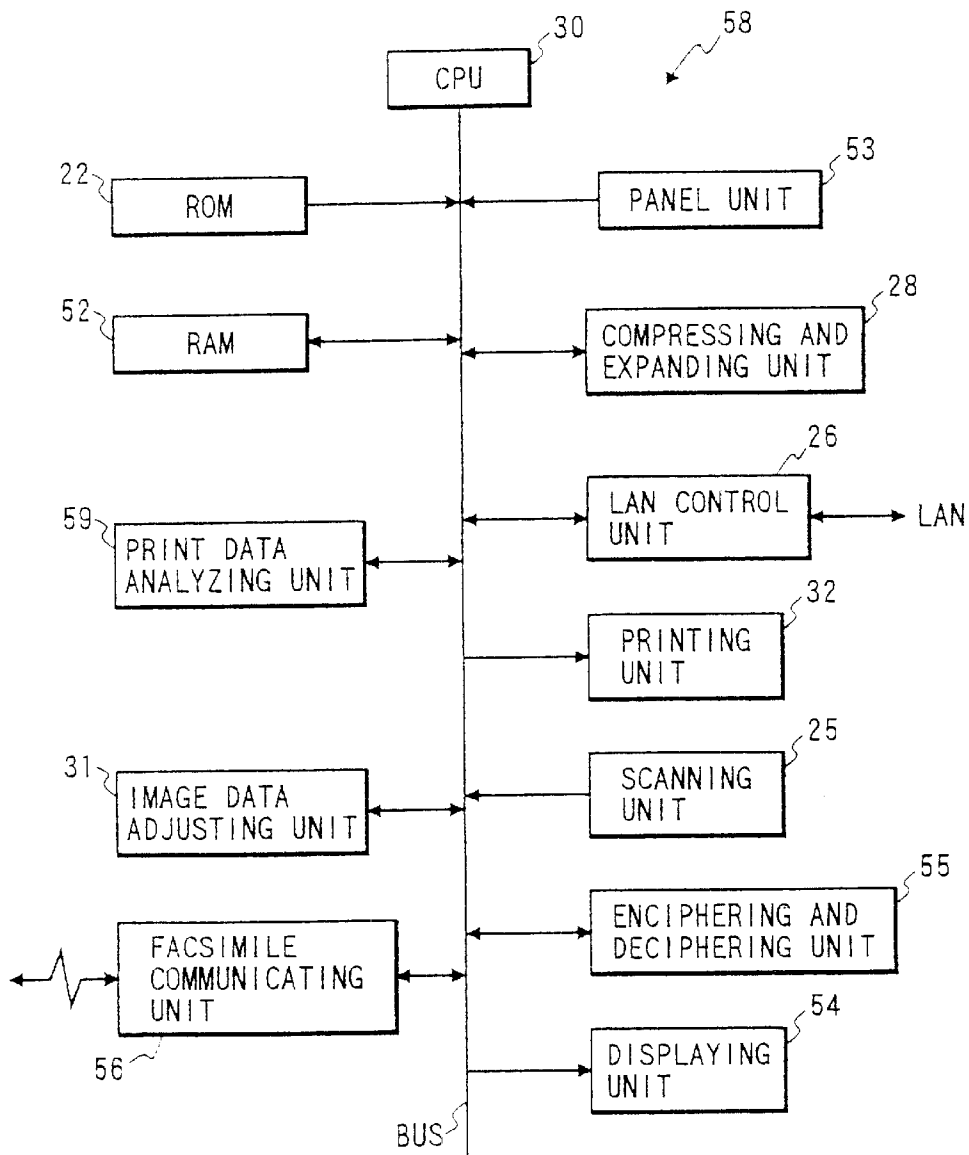 30
58
CPU
22
ROM
53
PANEL UNIT
52
RAM
28
COMPRESSING AND
EXPANDING UNIT
26
LAN CONTROL
UNIT
LAN
59
PRINT DATA
ANALYZING UNIT
32
PRINTING
UNIT
31
IMAGE DATA
ADJUSTING UNIT
25
SCANNING
UNIT
55
ENCIPHERING AND
DECIPHERING UNIT
FACSIMILE
COMMUNICATING
UNIT
56
54
DISPLAYING
UNIT
BUS